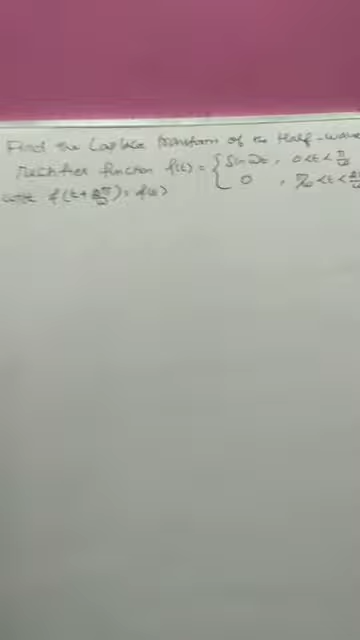 Find the Laplace transform of the Half-wave
rectifier function f(t) = { Sin ωt, 0<t<π/ω
0, π/ω <t< 2π/ω
with f(t+2π/ω) = f(t)